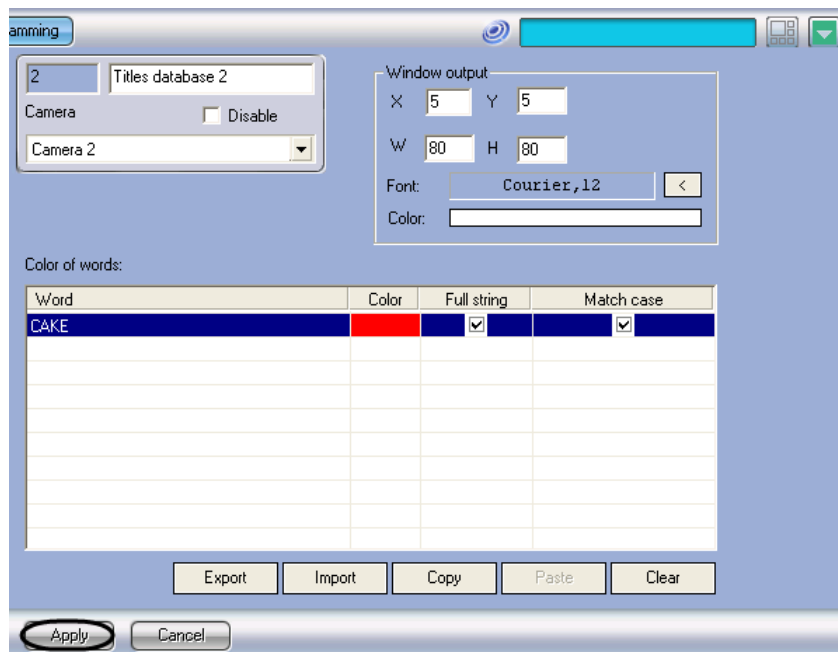 amming
2 Titles database 2
Camera Disable
Camera 2
Window output
X 5 Y 5
W 80 H 80
Font: Courier,12 <
Color:
Color of words:
Word Color Full string Match case
CAKE
Export Import Copy Paste Clear
Apply Cancel